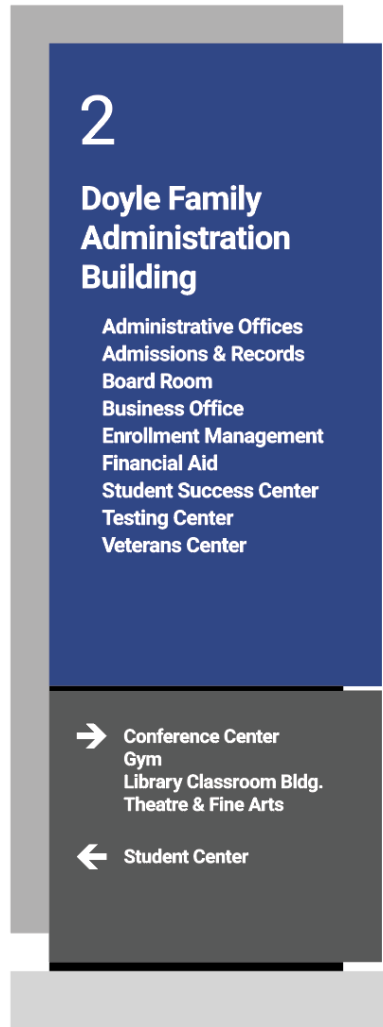 2
Doyle Family
Administration
Building
Administrative Offices
Admissions & Records
Board Room
Business Office
Enrollment Management
Financial Aid
Student Success Center
Testing Center
Veterans Center
→ Conference Center
Gym
Library Classroom Bldg.
Theatre & Fine Arts
← Student Center